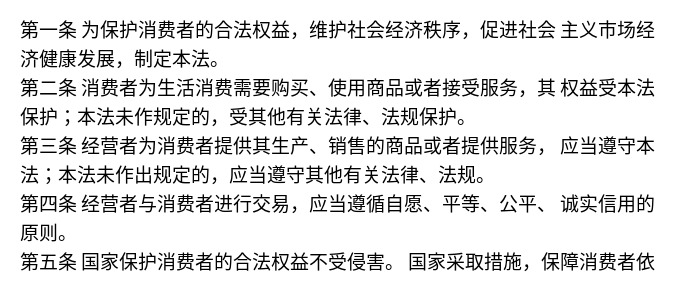 第一条 为保护消费者的合法权益，维护社会经济秩序，促进社会 主义市场经
济健康发展，制定本法。
第二条 消费者为生活消费需要购买、使用商品或者接受服务，其 权益受本法
保护；本法未作规定的，受其他有关法律、法规保护。
第三条 经营者为消费者提供其生产、销售的商品或者提供服务， 应当遵守本
法；本法未作出规定的，应当遵守其他有关法律、法规。
第四条 经营者与消费者进行交易，应当遵循自愿、平等、公平、 诚实信用的
原则。
第五条 国家保护消费者的合法权益不受侵害。 国家采取措施，保障消费者依